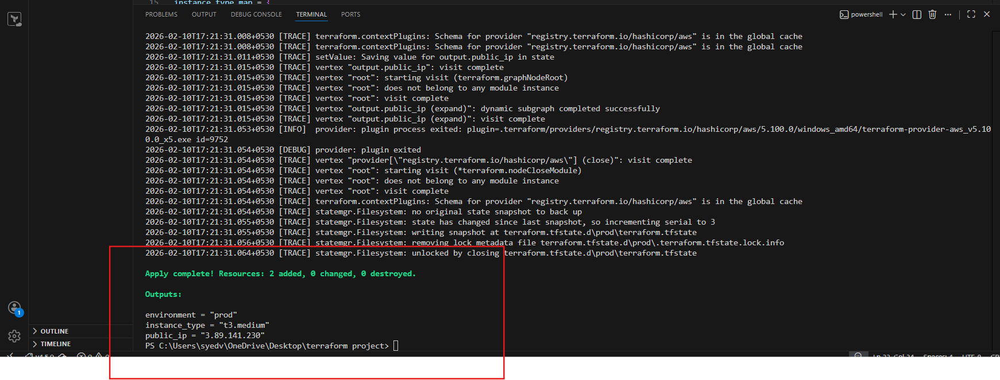 15 instance_type_map = {
PROBLEMS OUTPUT DEBUG CONSOLE TERMINAL PORTS powershell
2026-02-10T17:21:31.008+0530 [TRACE] terraform.contextPlugins: Schema for provider "registry.terraform.io/hashicorp/aws" is in the global cache
2026-02-10T17:21:31.008+0530 [TRACE] terraform.contextPlugins: Schema for provider "registry.terraform.io/hashicorp/aws" is in the global cache
2026-02-10T17:21:31.011+0530 [TRACE] setValue: Saving value for output.public_ip in state
2026-02-10T17:21:31.015+0530 [TRACE] vertex "output.public_ip": visit complete
2026-02-10T17:21:31.015+0530 [TRACE] vertex "root": starting visit (terraform.graphNodeRoot)
2026-02-10T17:21:31.015+0530 [TRACE] vertex "root": does not belong to any module instance
2026-02-10T17:21:31.015+0530 [TRACE] vertex "root": visit complete
2026-02-10T17:21:31.015+0530 [TRACE] vertex "output.public_ip (expand)": dynamic subgraph completed successfully
2026-02-10T17:21:31.015+0530 [TRACE] vertex "output.public_ip (expand)": visit complete
2026-02-10T17:21:31.053+0530 [INFO]  provider: plugin process exited: plugin=.terraform/providers/registry.terraform.io/hashicorp/aws/5.100.0/windows_amd64/terraform-provider-aws_v5.10
0.0_x5.exe id=9752
2026-02-10T17:21:31.054+0530 [DEBUG] provider: plugin exited
2026-02-10T17:21:31.054+0530 [TRACE] vertex "provider[\"registry.terraform.io/hashicorp/aws\"] (close)": visit complete
2026-02-10T17:21:31.054+0530 [TRACE] vertex "root": starting visit (*terraform.nodeCloseModule)
2026-02-10T17:21:31.054+0530 [TRACE] vertex "root": does not belong to any module instance
2026-02-10T17:21:31.054+0530 [TRACE] vertex "root": visit complete
2026-02-10T17:21:31.054+0530 [TRACE] terraform.contextPlugins: Schema for provider "registry.terraform.io/hashicorp/aws" is in the global cache
2026-02-10T17:21:31.054+0530 [TRACE] statemgr.Filesystem: no original state snapshot to back up
2026-02-10T17:21:31.055+0530 [TRACE] statemgr.Filesystem: state has changed since last snapshot, so incrementing serial to 3
2026-02-10T17:21:31.055+0530 [TRACE] statemgr.Filesystem: writing snapshot at terraform.tfstate.d\prod\terraform.tfstate
2026-02-10T17:21:31.056+0530 [TRACE] statemgr.Filesystem: removing lock metadata file terraform.tfstate.d\prod\.terraform.tfstate.lock.info
2026-02-10T17:21:31.064+0530 [TRACE] statemgr.Filesystem: unlocked by closing terraform.tfstate.d\prod\terraform.tfstate
Apply complete! Resources: 2 added, 0 changed, 0 destroyed.
Outputs:
environment = "prod"
instance_type = "t3.medium"
public_ip = "3.89.141.230"
PS C:\Users\syedv\OneDrive\Desktop\terraform project>
1
OUTLINE
TIMELINE